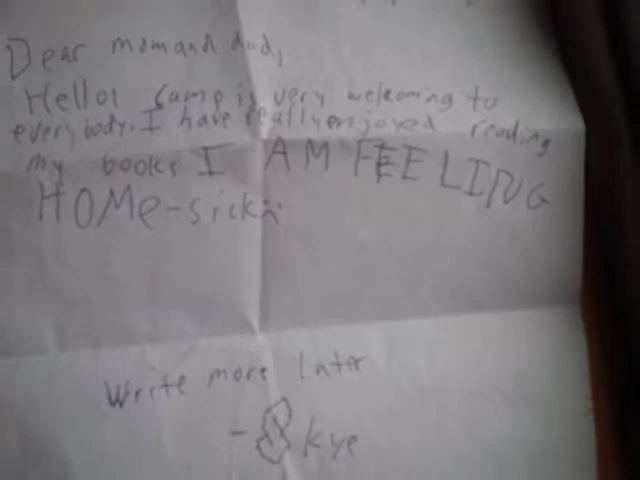 Dear mom and dad,
Hello! Camp is very welcoming to
everybody. I have really enjoyed reading
my books I AM FEELING
HOMe-sick
Write more later
- Skye